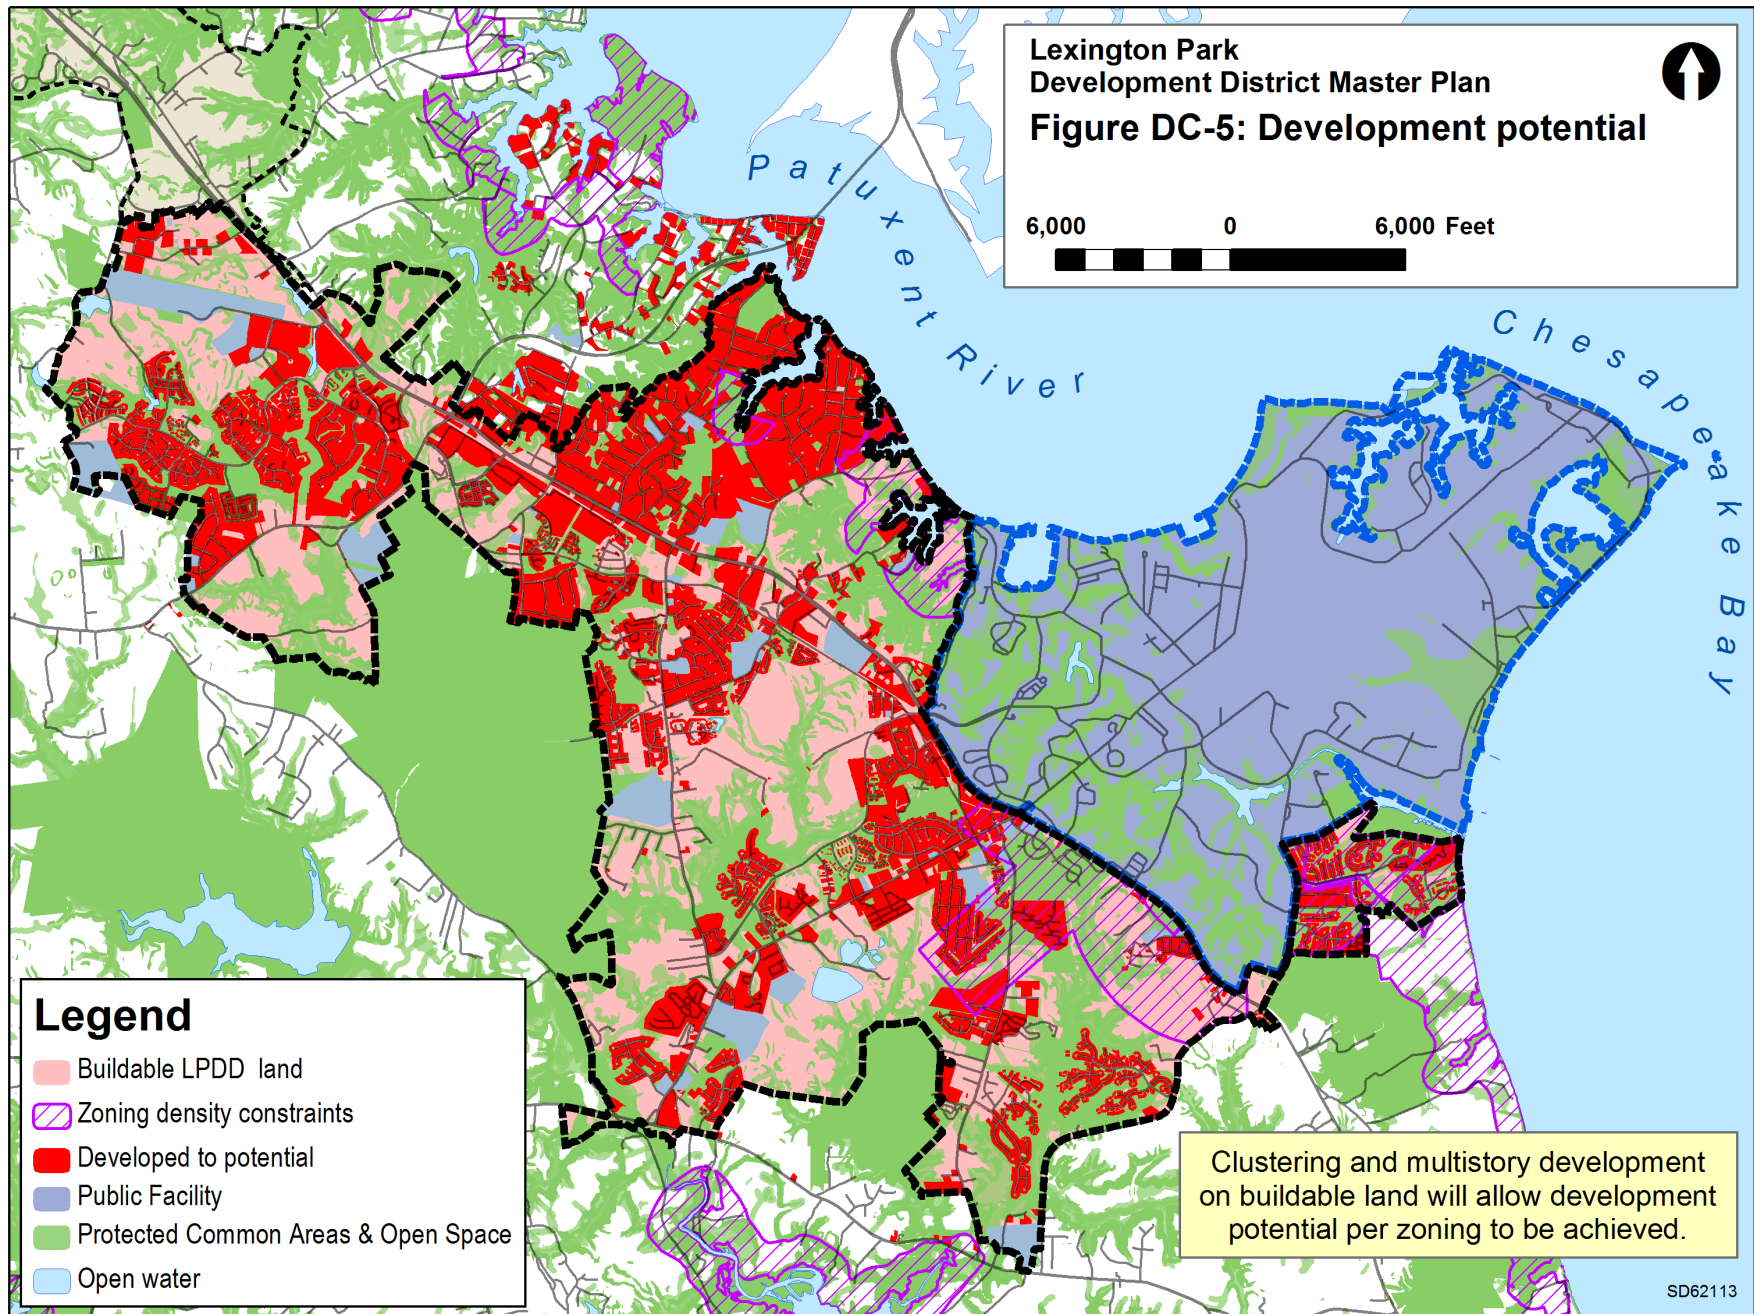 Lexington Park
Development District Master Plan
Figure DC-5: Development potential
6,000 0 6,000 Feet
Patuxent River
Chesapeake Bay
Legend
Buildable LPDD land
Zoning density constraints
Developed to potential
Public Facility
Protected Common Areas & Open Space
Open water
Clustering and multistory development
on buildable land will allow development
potential per zoning to be achieved.
SD62113